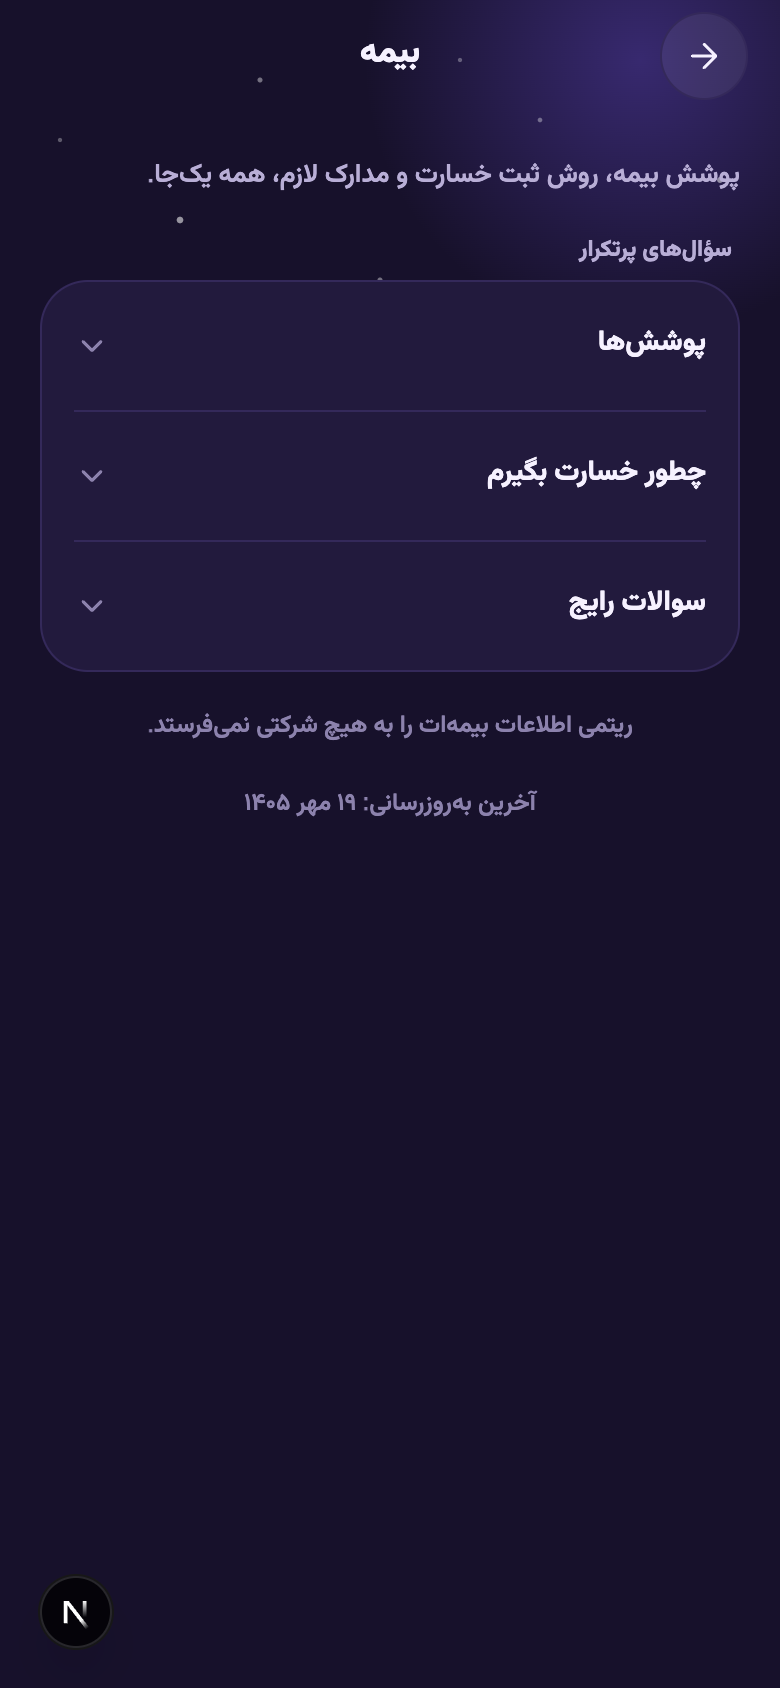 بیمه
پوشش بیمه، روش ثبت خسارت و مدارک لازم، همه یک‌جا.
سؤال‌های پرتکرار
پوشش‌ها
چطور خسارت بگیرم
سوالات رایج
ریتمی اطلاعات بیمه‌ات را به هیچ شرکتی نمی‌فرستد.
آخرین به‌روزرسانی: ۱۹ مهر ۱۴۰۵
N